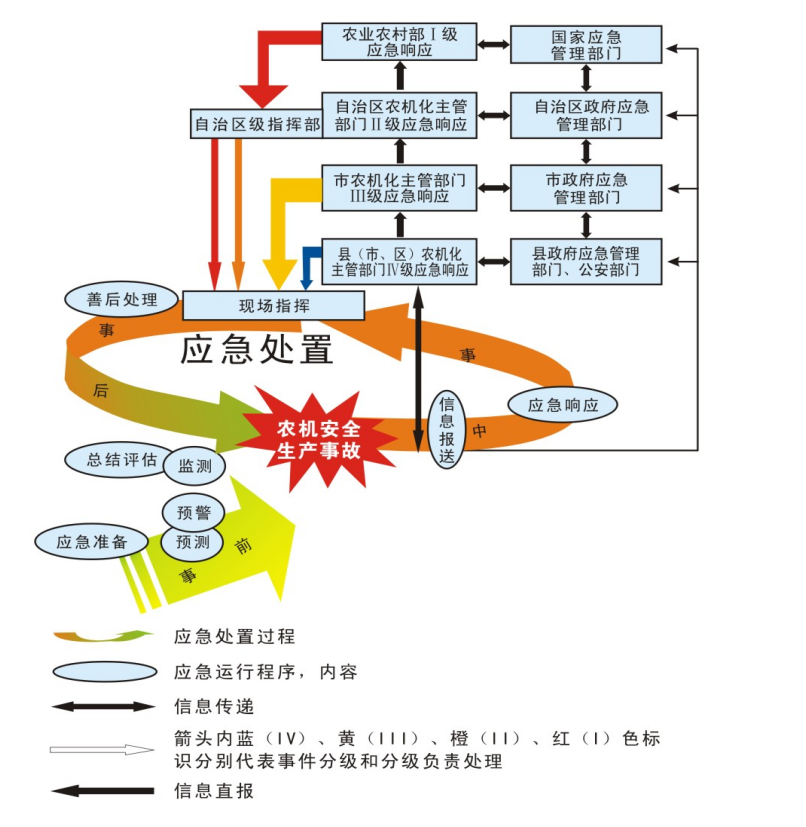 农业农村部Ⅰ级
应急响应
国家应急
管理部门
自治区级指挥部
自治区农机化主管
部门Ⅱ级应急响应
自治区政府应急
管理部门
市农机化主管部门
Ⅲ级应急响应
市政府应急
管理部门
县（市、区）农机化
主管部门Ⅳ级应急响应
县政府应急管理
部门、公安部门
善后处理
现场指挥
事
后
应急处置
事
中
应急响应
信息报送
农机安全
生产事故
总结评估
监测
预警
预测
应急准备
事
前
应急处置过程
应急运行程序，内容
信息传递
箭头内蓝（IV）、黄（III）、橙（II）、红（I）色标
识分别代表事件分级和分级负责处理
信息直报